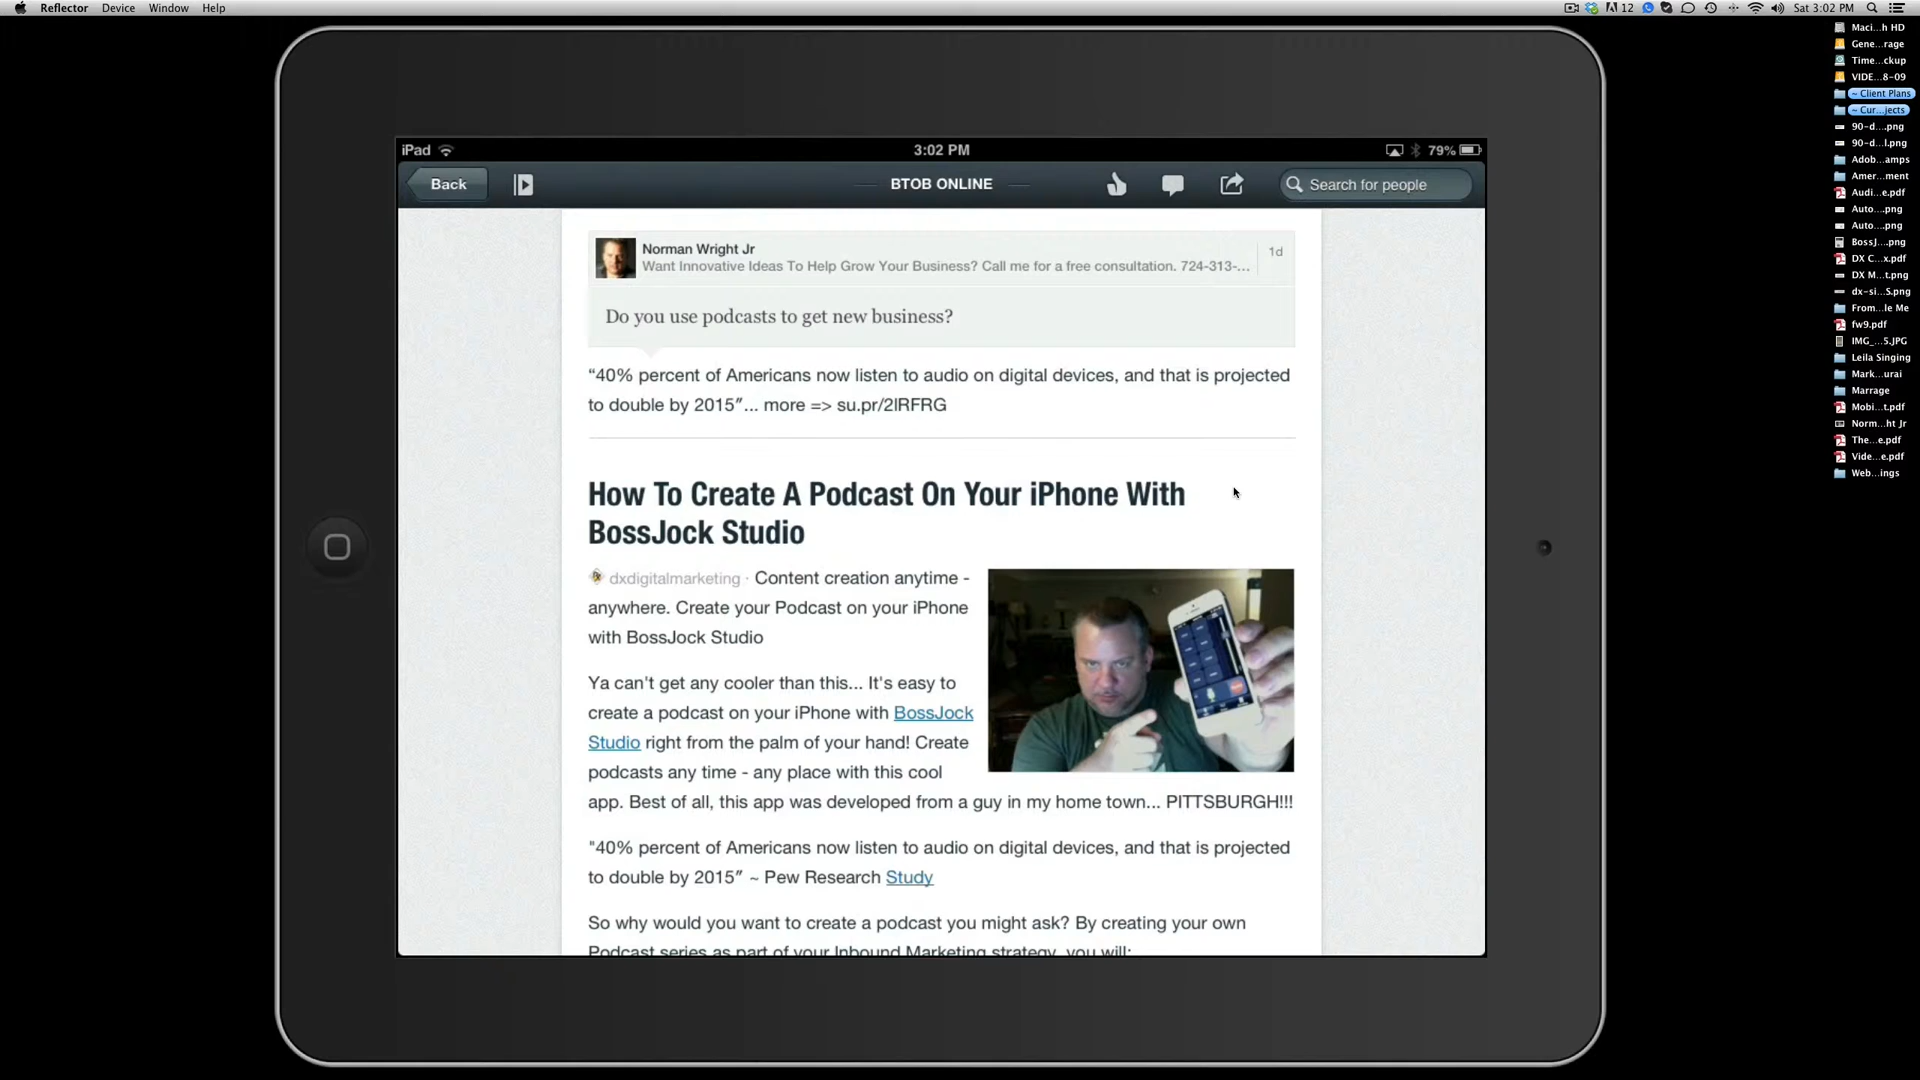 Reflector Device Window Help
12 Sat 3:02 PM
Maci...h HD
Gene...rage
Time...ckup
VIDE...8-09
~ Client Plans
~ Cur...jects
90-d....png
90-d...l.png
Adob...amps
Amer...ment
Audi...e.pdf
Auto....png
Auto....png
BossJ...png
DX C...x.pdf
DX M...t.png
dx-si...S.png
From...le Me
fw9.pdf
IMG_...5.JPG
Leila Singing
Mark...urai
Marrage
Mobi...t.pdf
Norm...ht Jr
The...e.pdf
Vide...e.pdf
Web...ings
iPad 3:02 PM 79%
Back BTOB ONLINE Search for people
Norman Wright Jr 1d
Want Innovative Ideas To Help Grow Your Business? Call me for a free consultation. 724-313-...
Do you use podcasts to get new business?
“40% percent of Americans now listen to audio on digital devices, and that is projected
to double by 2015″... more => su.pr/2lRFRG
How To Create A Podcast On Your iPhone With
BossJock Studio
dxdigitalmarketing · Content creation anytime -
anywhere. Create your Podcast on your iPhone
with BossJock Studio
Ya can't get any cooler than this... It's easy to
create a podcast on your iPhone with BossJock
Studio right from the palm of your hand! Create
podcasts any time - any place with this cool
app. Best of all, this app was developed from a guy in my home town... PITTSBURGH!!!
"40% percent of Americans now listen to audio on digital devices, and that is projected
to double by 2015″ ~ Pew Research Study
So why would you want to create a podcast you might ask? By creating your own
Podcast series as part of your Inbound Marketing strategy, you will: